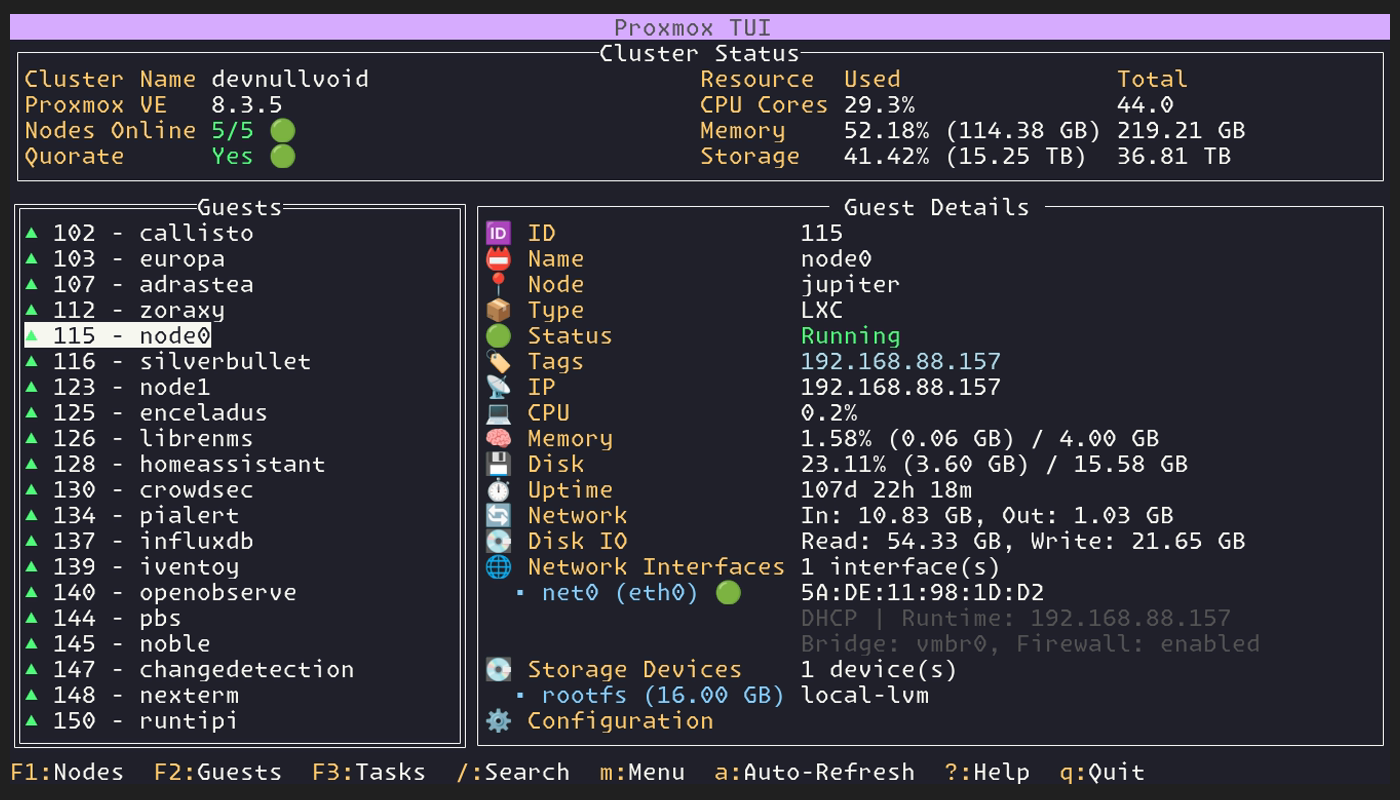 Proxmox TUI
Cluster Status
Cluster Name devnullvoid
Proxmox VE 8.3.5
Nodes Online 5/5
Quorate Yes
Resource Used Total
CPU Cores 29.3% 44.0
Memory 52.18% (114.38 GB) 219.21 GB
Storage 41.42% (15.25 TB) 36.81 TB
Guests
▲ 102 - callisto
▲ 103 - europa
▲ 107 - adrastea
▲ 112 - zoraxy
▲ 115 - node0
▲ 116 - silverbullet
▲ 123 - node1
▲ 125 - enceladus
▲ 126 - librenms
▲ 128 - homeassistant
▲ 130 - crowdsec
▲ 134 - pialert
▲ 137 - influxdb
▲ 139 - iventoy
▲ 140 - openobserve
▲ 144 - pbs
▲ 145 - noble
▲ 147 - changedetection
▲ 148 - nexterm
▲ 150 - runtipi
Guest Details
🆔 ID 115
Name node0
Node jupiter
Type LXC
Status Running
Tags 192.168.88.157
IP 192.168.88.157
CPU 0.2%
Memory 1.58% (0.06 GB) / 4.00 GB
Disk 23.11% (3.60 GB) / 15.58 GB
Uptime 107d 22h 18m
Network In: 10.83 GB, Out: 1.03 GB
Disk IO Read: 54.33 GB, Write: 21.65 GB
Network Interfaces 1 interface(s)
▪ net0 (eth0) 5A:DE:11:98:1D:D2
DHCP | Runtime: 192.168.88.157
Bridge: vmbr0, Firewall: enabled
Storage Devices 1 device(s)
▪ rootfs (16.00 GB) local-lvm
Configuration
F1:Nodes F2:Guests F3:Tasks /:Search m:Menu a:Auto-Refresh ?:Help q:Quit